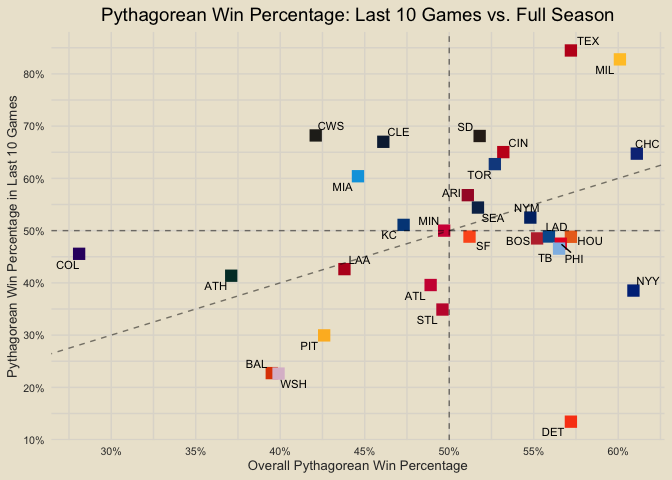 Pythagorean Win Percentage: Last 10 Games vs. Full Season
TEX
MIL
80%
70%
CWS
CLE
SD
CIN
CHC
TOR
60%
MIA
ARI
NYM
SEA
50%
KC
MIN
SF
BOS
LAD
HOU
TB
PHI
COL
40%
ATH
LAA
ATL
NYY
STL
30%
PIT
BAL
WSH
20%
DET
10%
30%
35%
40%
45%
50%
55%
60%
Overall Pythagorean Win Percentage
Pythagorean Win Percentage in Last 10 Games